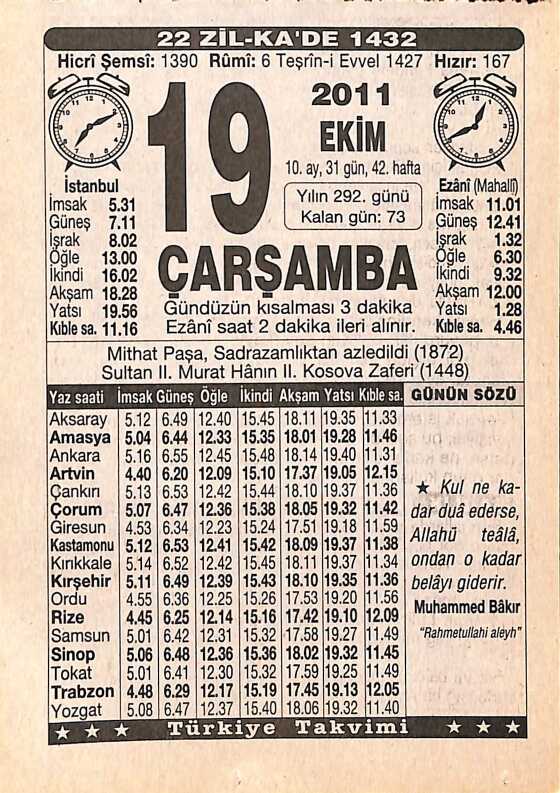 22 ZİL-KA'DE 1432
Hicrî Şemsî: 1390 Rûmî: 6 Teşrîn-i Evvel 1427 Hızır: 167
19
2011
EKİM
10. ay, 31 gün, 42. hafta
Yılın 292. günü
Kalan gün: 73
ÇARŞAMBA
Gündüzün kısalması 3 dakika
Ezânî saat 2 dakika ileri alınır.
İstanbul
İmsak 5.31
Güneş 7.11
İşrak 8.02
Öğle 13.00
İkindi 16.02
Akşam 18.28
Yatsı 19.56
Kıble sa. 11.16
Ezânî (Mahallî)
İmsak 11.01
Güneş 12.41
İşrak 1.32
Öğle 6.30
İkindi 9.32
Akşam 12.00
Yatsı 1.28
Kıble sa. 4.46
Mithat Paşa, Sadrazamlıktan azledildi (1872)
Sultan II. Murat Hânın II. Kosova Zaferi (1448)
Yaz saati İmsak Güneş Öğle İkindi Akşam Yatsı Kıble sa.
Aksaray 5.12 6.49 12.40 15.45 18.11 19.35 11.33
Amasya 5.04 6.44 12.33 15.35 18.01 19.28 11.46
Ankara 5.16 6.55 12.45 15.48 18.14 19.40 11.31
Artvin 4.40 6.20 12.09 15.10 17.37 19.05 12.15
Çankırı 5.13 6.53 12.42 15.44 18.10 19.37 11.36
Çorum 5.07 6.47 12.36 15.38 18.05 19.32 11.42
Giresun 4.53 6.34 12.23 15.24 17.51 19.18 11.59
Kastamonu 5.12 6.53 12.41 15.42 18.09 19.37 11.38
Kırıkkale 5.14 6.52 12.42 15.45 18.11 19.37 11.34
Kırşehir 5.11 6.49 12.39 15.43 18.10 19.35 11.36
Ordu 4.55 6.36 12.25 15.26 17.53 19.20 11.56
Rize 4.45 6.25 12.14 15.16 17.42 19.10 12.09
Samsun 5.01 6.42 12.31 15.32 17.58 19.27 11.49
Sinop 5.06 6.48 12.36 15.36 18.02 19.32 11.45
Tokat 5.01 6.41 12.30 15.32 17.59 19.25 11.49
Trabzon 4.48 6.29 12.17 15.19 17.45 19.13 12.05
Yozgat 5.08 6.47 12.37 15.40 18.06 19.32 11.40
GÜNÜN SÖZÜ
★ Kul ne ka-
dar duâ ederse,
Allahü teâlâ,
ondan o kadar
belâyı giderir.
Muhammed Bâkır
"Rahmetullahi aleyh"
★ ★ ★ Türkiye Takvimi ★ ★ ★